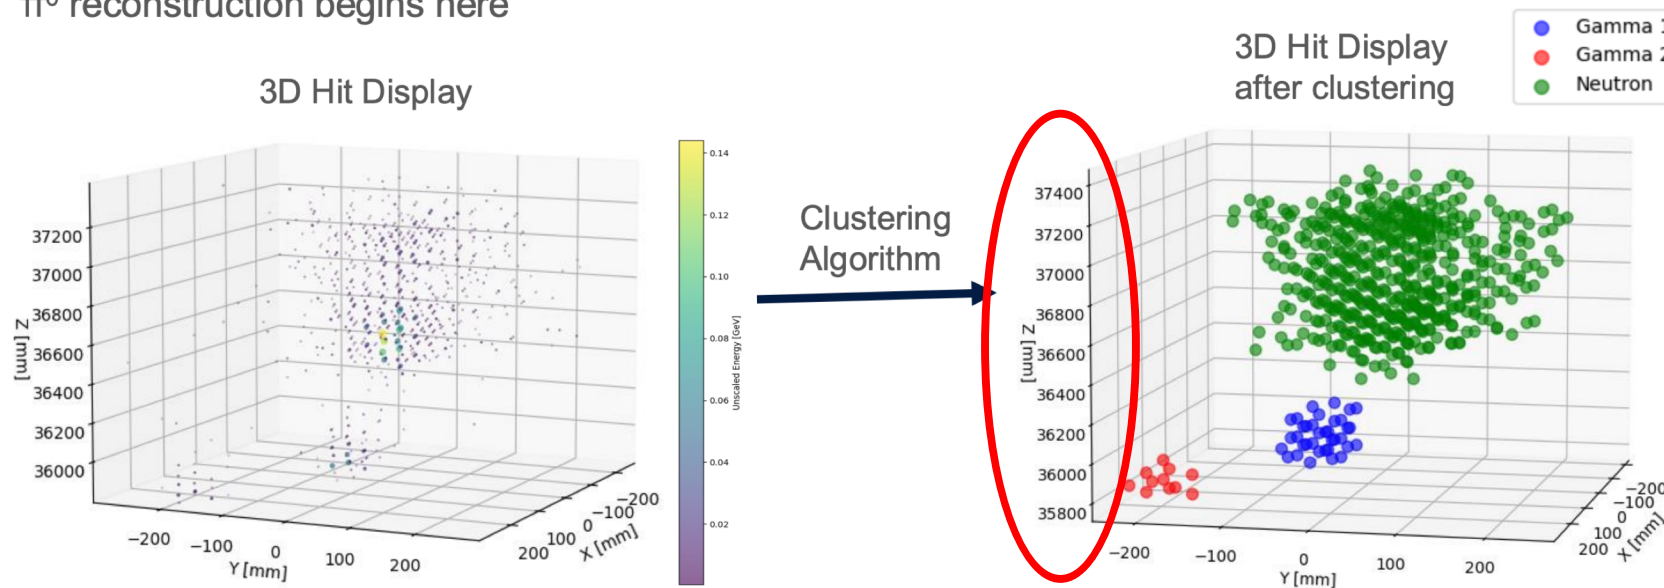 π⁰ reconstruction begins here
3D Hit Display
37200
37000
36800
36600
36400
36200
36000
Z [mm]
−200
−100
0
100
200
Y [mm]
200
100
0
−100
−200
X [mm]
0.14
0.12
0.10
0.08
0.06
0.04
0.02
Unscaled Energy [GeV]
Clustering
Algorithm
3D Hit Display
after clustering
Gamma 1
Gamma 2
Neutron
37400
37200
37000
36800
36600
36400
36200
36000
35800
Z [mm]
−200
−100
0
100
200
Y [mm]
200
100
0
−100
−200
X [mm]